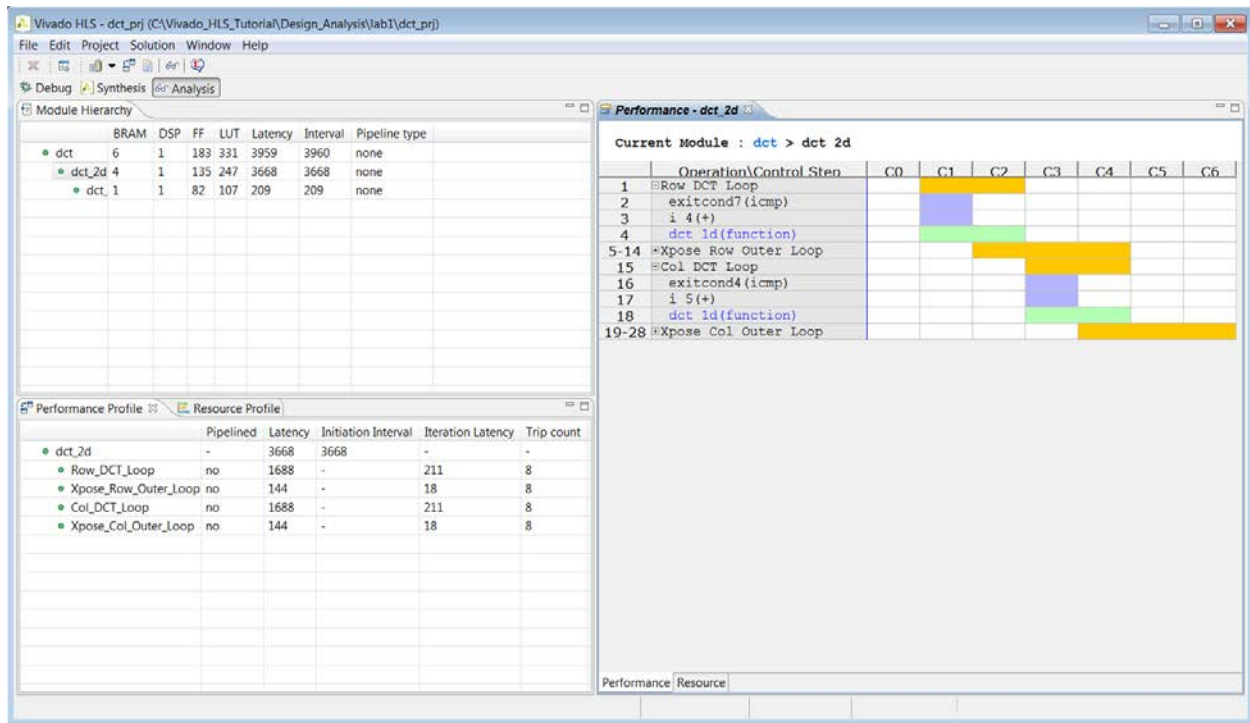 Vivado HLS - dct_prj (C:\Vivado_HLS_Tutorial\Design_Analysis\lab1\dct_prj)
File Edit Project Solution Window Help
Debug Synthesis Analysis
Module Hierarchy
BRAM DSP FF LUT Latency Interval Pipeline type
dct 6 1 183 331 3959 3960 none
dct_2d 4 1 135 247 3668 3668 none
dct_ 1 1 82 107 209 209 none
Performance Profile Resource Profile
Pipelined Latency Initiation Interval Iteration Latency Trip count
dct_2d - 3668 3668 - -
Row_DCT_Loop no 1688 - 211 8
Xpose_Row_Outer_Loop no 144 - 18 8
Col_DCT_Loop no 1688 - 211 8
Xpose_Col_Outer_Loop no 144 - 18 8
Performance - dct_2d
Current Module : dct > dct 2d
Operation\Control Step C0 C1 C2 C3 C4 C5 C6
1 Row DCT Loop
2 exitcond7(icmp)
3 i 4(+)
4 dct 1d(function)
5-14 Xpose Row Outer Loop
15 Col DCT Loop
16 exitcond4(icmp)
17 i 5(+)
18 dct 1d(function)
19-28 Xpose Col Outer Loop
Performance Resource